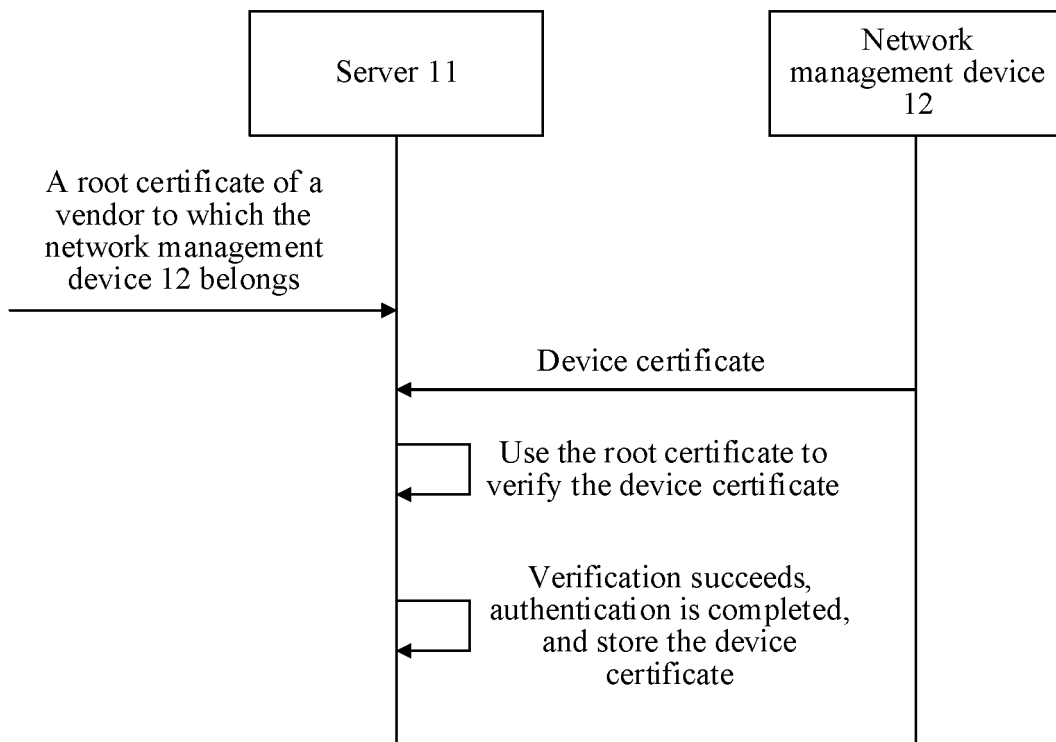 Server 11
Network
management device
12
A root certificate of a
vendor to which the
network management
device 12 belongs
Device certificate
Use the root certificate to
verify the device certificate
Verification succeeds,
authentication is completed,
and store the device
certificate